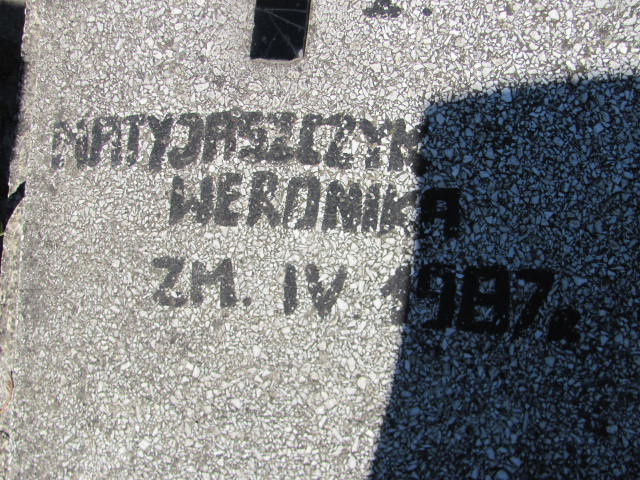 MATYJASZCZYK
WERONIKA
ZM. IV. 1987 R